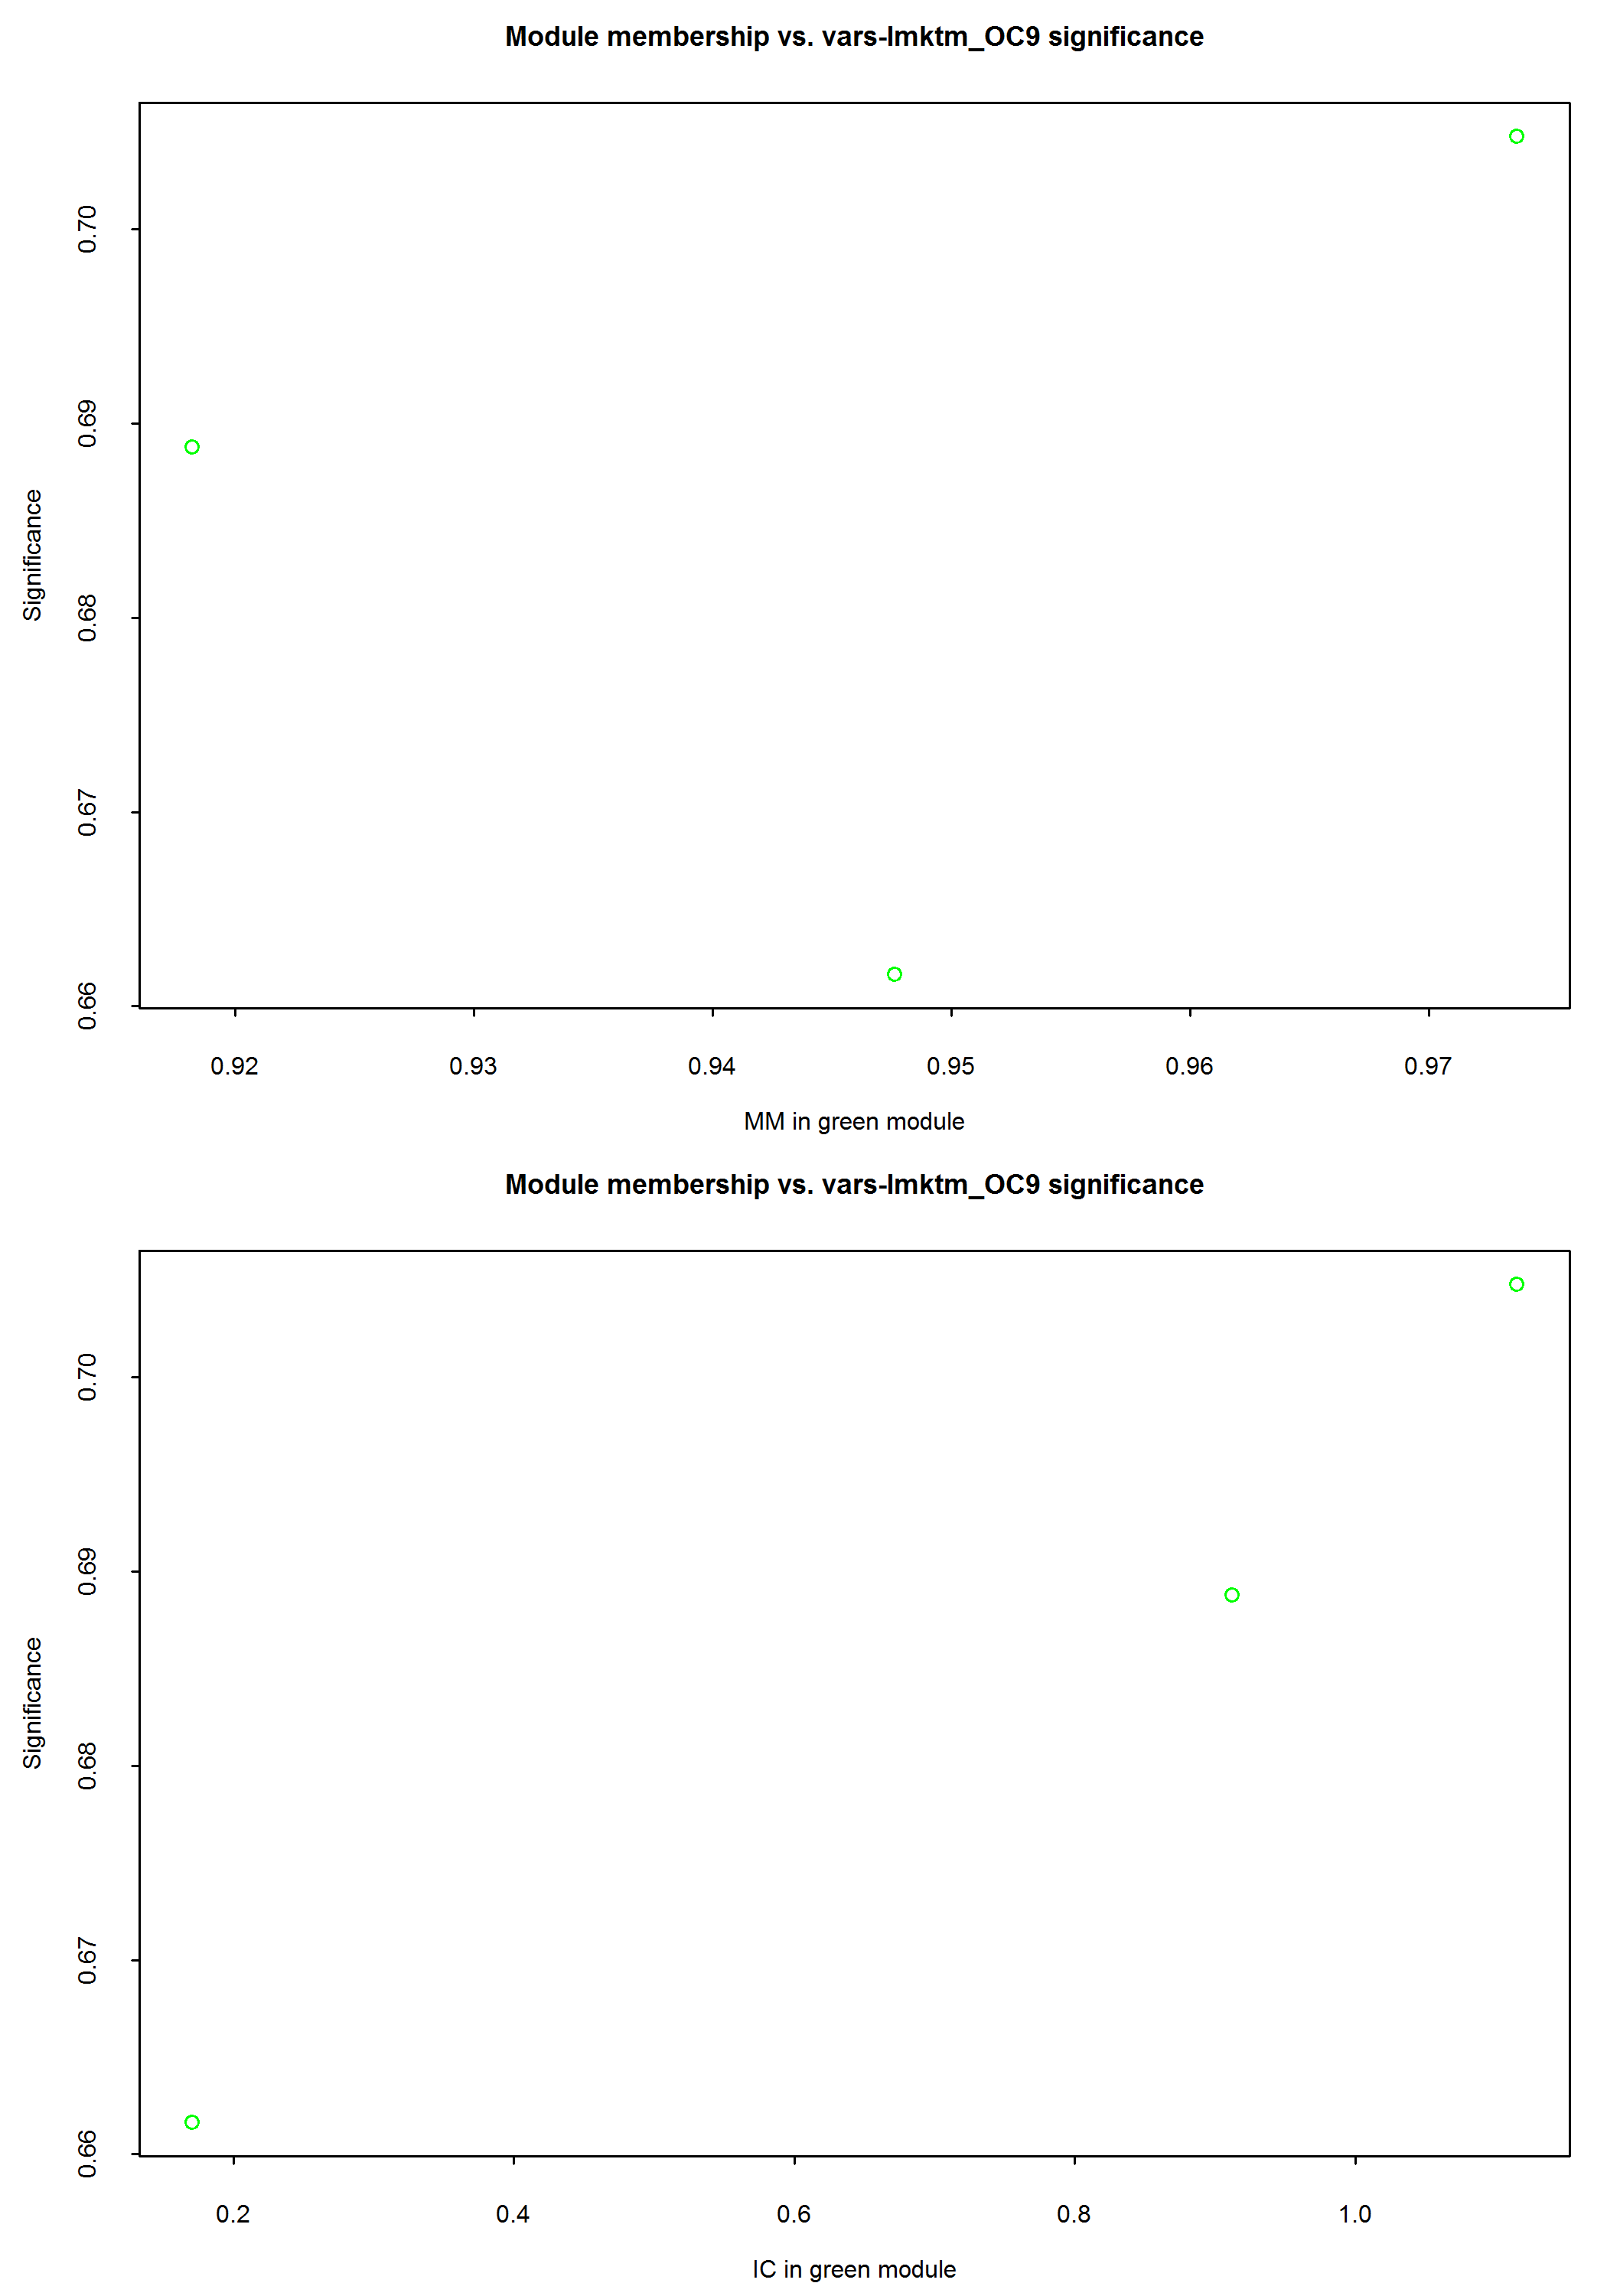 Module membership vs. vars-lmktm_OC9 significance
0.70
0.69
0.68
0.67
0.66
Significance
0.92 0.93 0.94 0.95 0.96 0.97
MM in green module
Module membership vs. vars-lmktm_OC9 significance
0.70
0.69
0.68
0.67
0.66
Significance
0.2 0.4 0.6 0.8 1.0
IC in green module